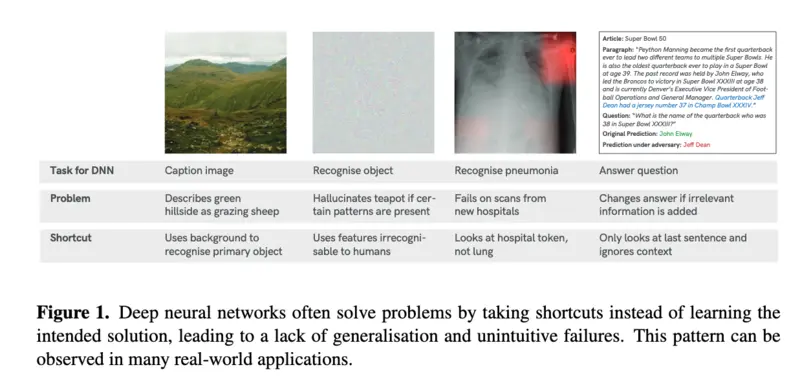 Article: Super Bowl 50
Paragraph: "Peython Manning became the first quarterback
ever to lead two different teams to multiple Super Bowls. He
is also the oldest quarterback ever to play in a Super Bowl
at age 39. The past record was held by John Elway, who
led the Broncos to victory in Super Bowl XXXIII at age 38
and is currently Denver's Executive Vice President of Foot-
ball Operations and General Manager. Quarterback Jeff
Dean had a jersey number 37 in Champ Bowl XXXIV."
Question: "What is the name of the quarterback who was
38 in Super Bowl XXXIII?"
Original Prediction: John Elway
Prediction under adversary: Jeff Dean
Task for DNN
Caption image
Recognise object
Recognise pneumonia
Answer question
Problem
Describes green
hillside as grazing sheep
Hallucinates teapot if cer-
tain patterns are present
Fails on scans from
new hospitals
Changes answer if irrelevant
information is added
Shortcut
Uses background to
recognise primary object
Uses features irrecogni-
sable to humans
Looks at hospital token,
not lung
Only looks at last sentence and
ignores context
Figure 1. Deep neural networks often solve problems by taking shortcuts instead of learning the
intended solution, leading to a lack of generalisation and unintuitive failures. This pattern can be
observed in many real-world applications.